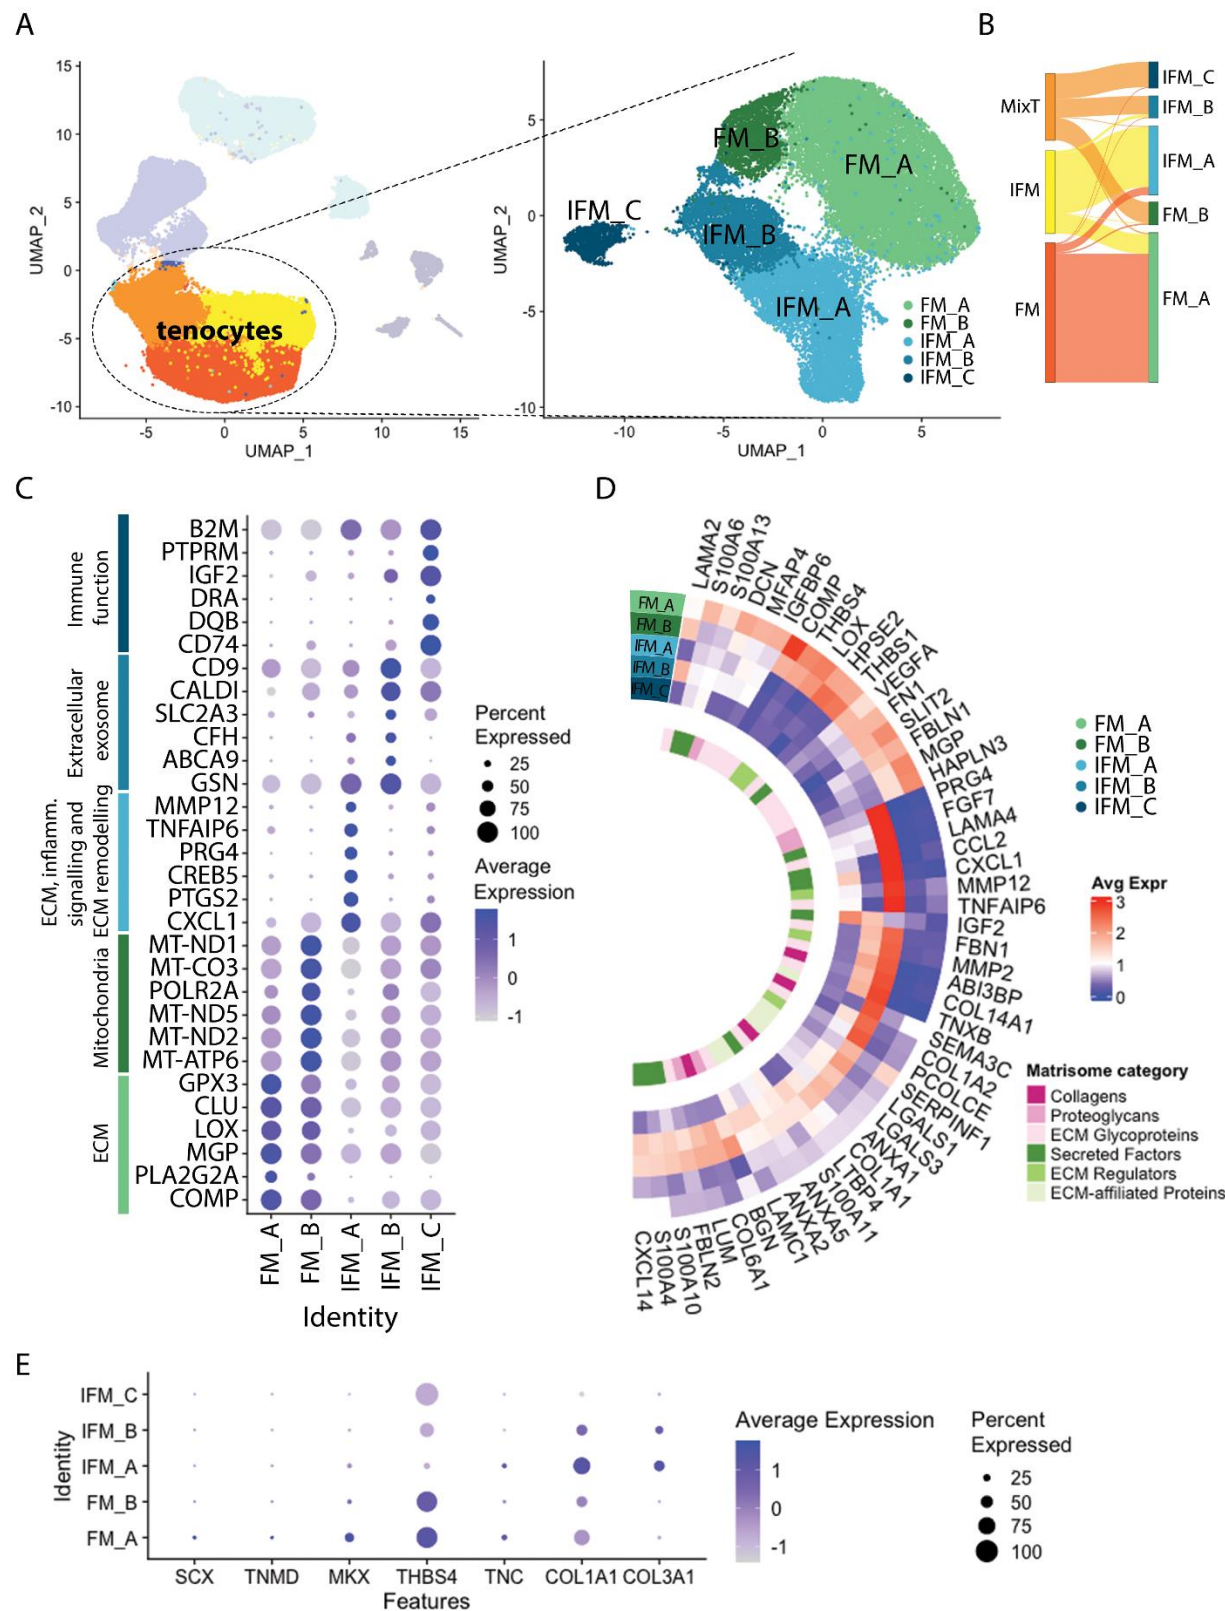 A
15
10
5
0
-5
-10
UMAP_2
-5
0
5
10
15
UMAP_1
tenocytes
5
0
-5
-10
UMAP_2
-10
-5
0
5
UMAP_1
FM_B
FM_A
IFM_C
IFM_B
IFM_A
FM_A
FM_B
IFM_A
IFM_B
IFM_C
B
MixT
IFM
FM
IFM_C
IFM_B
IFM_A
FM_B
FM_A
C
Immune
function
Extracellular
exosome
ECM, inflamm.
signalling and
ECM remodelling
Mitochondria
ECM
B2M
PTPRM
IGF2
DRA
DQB
CD74
CD9
CALDI
SLC2A3
CFH
ABCA9
GSN
MMP12
TNFAIP6
PRG4
CREB5
PTGS2
CXCL1
MT-ND1
MT-CO3
POLR2A
MT-ND5
MT-ND2
MT-ATP6
GPX3
CLU
LOX
MGP
PLA2G2A
COMP
FM_A
FM_B
IFM_A
IFM_B
IFM_C
Identity
Percent
Expressed
25
50
75
100
Average
Expression
1
0
-1
D
FM_A
FM_B
IFM_A
IFM_B
IFM_C
LAMA2
S100A6
S100A13
DCN
MFAP4
IGFBP6
COMP
THBS4
LOX
HPSE2
THBS1
VEGFA
FN1
SLIT2
FBLN1
MGP
HAPLN3
PRG4
FGF7
LAMA4
CCL2
CXCL1
MMP12
TNFAIP6
IGF2
FBN1
MMP2
ABI3BP
COL14A1
TNXB
SEMA3C
COL1A2
PCOLCE
SERPINF1
LGALS1
LGALS3
ANXA1
COL1A1
LTBP4
S100A11
ANXA5
ANXA2
LAMC1
BGN
COL6A1
LUM
FBLN2
S100A10
S100A4
CXCL14
FM_A
FM_B
IFM_A
IFM_B
IFM_C
Avg Expr
3
2
1
0
Matrisome category
Collagens
Proteoglycans
ECM Glycoproteins
Secreted Factors
ECM Regulators
ECM-affiliated Proteins
E
IFM_C
IFM_B
IFM_A
FM_B
FM_A
Identity
SCX
TNMD
MKX
THBS4
TNC
COL1A1
COL3A1
Features
Average Expression
1
0
-1
Percent
Expressed
25
50
75
100